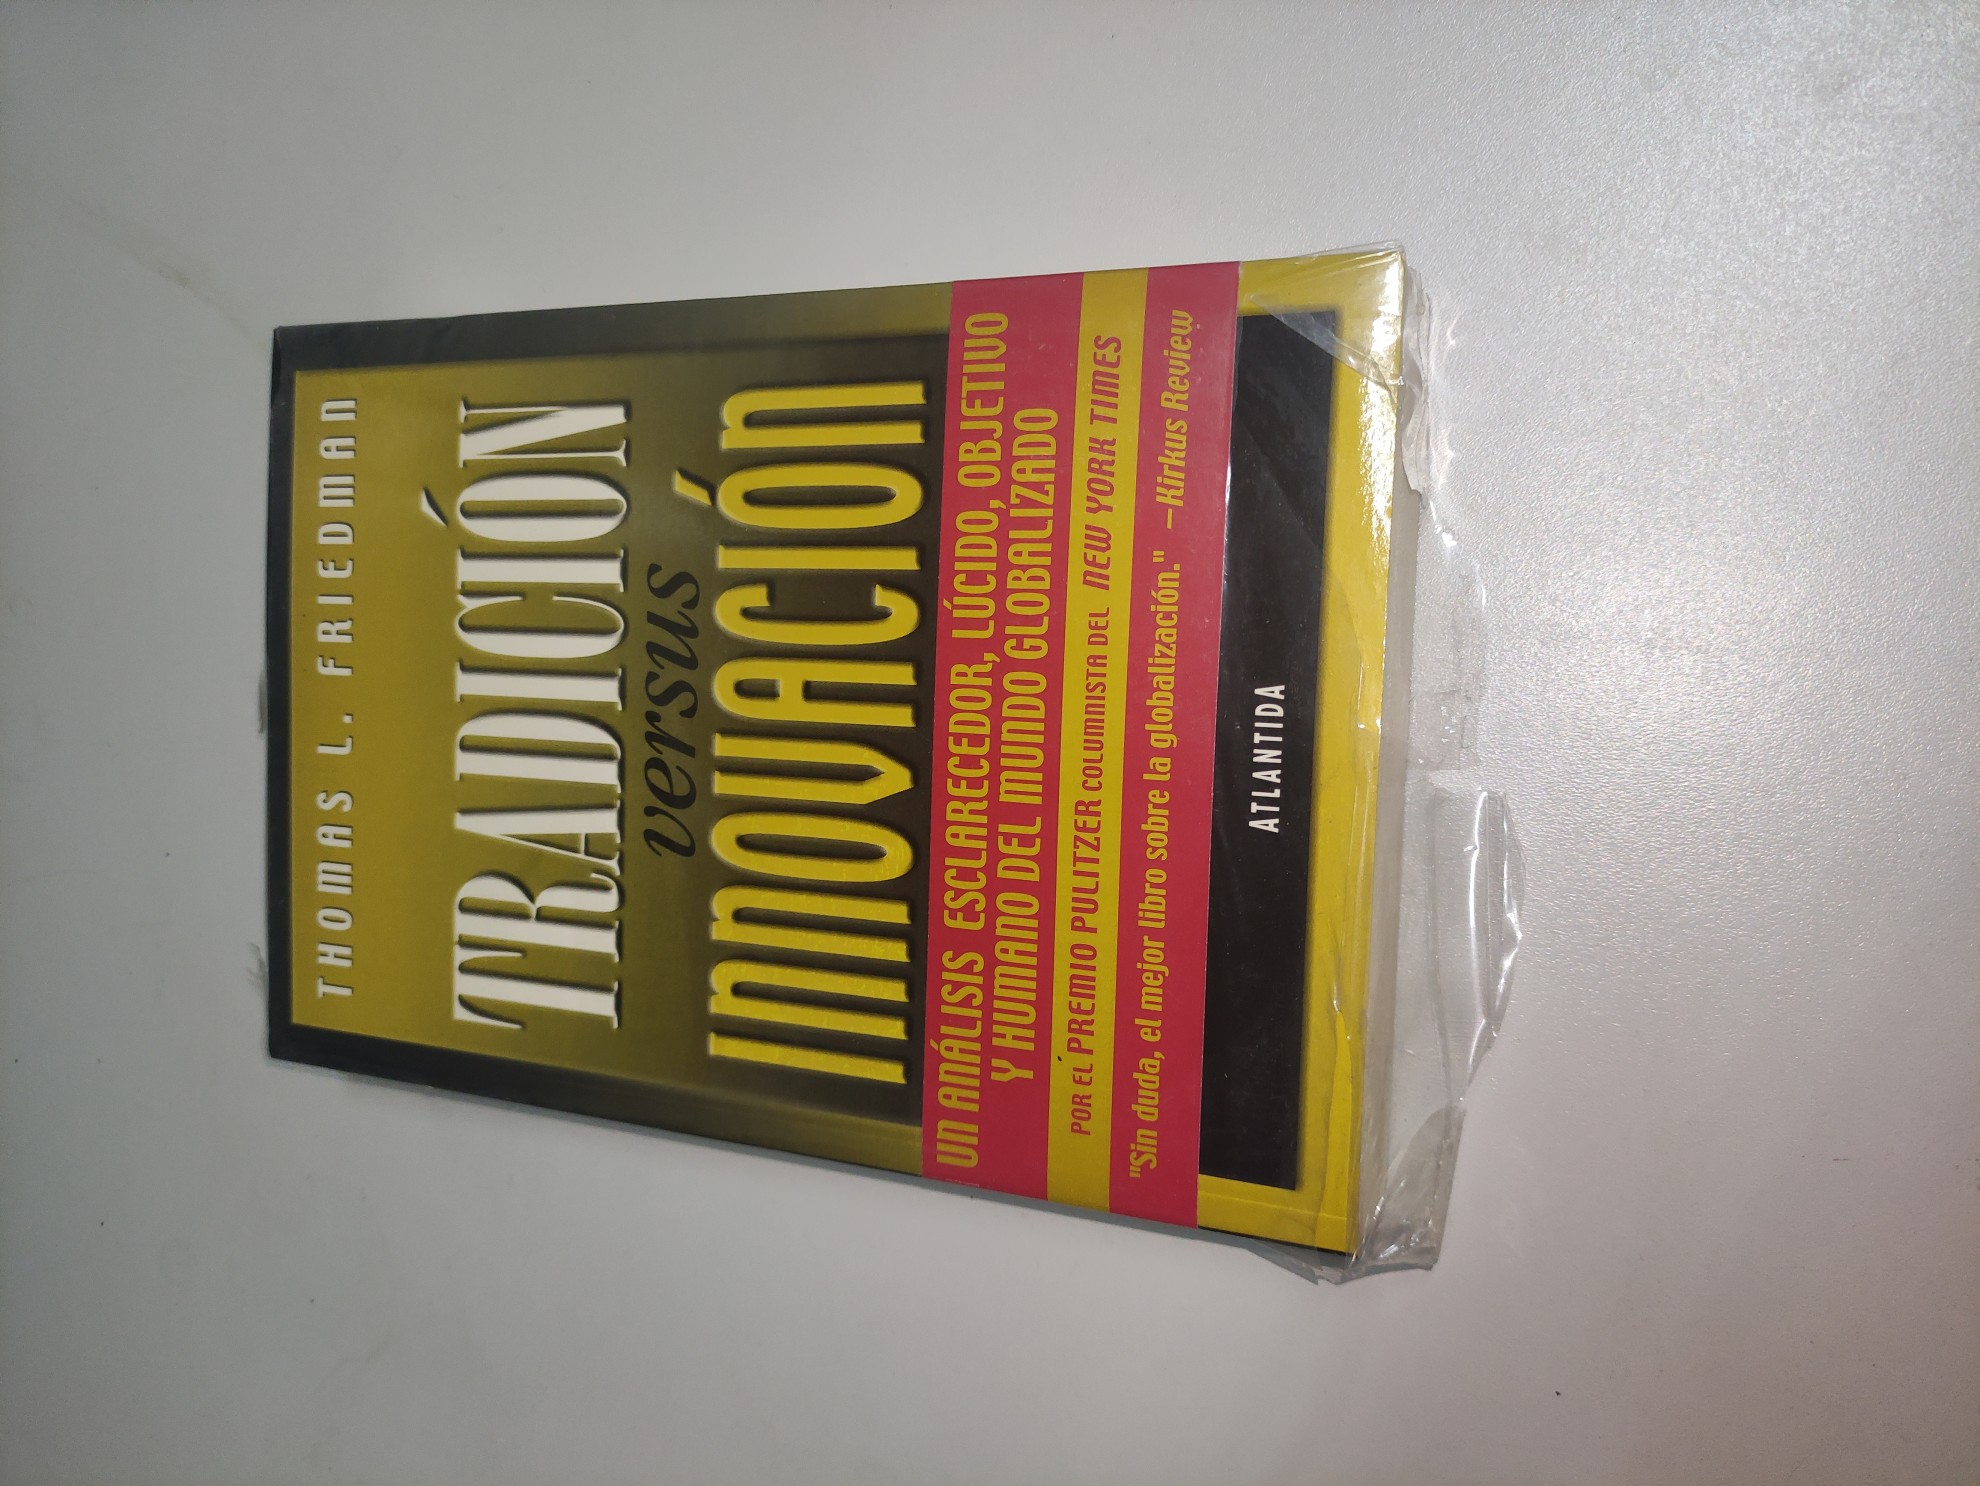 THOMAS L. FRIEDMAN
TRADICIÓN
versus
INNOVACIÓN
UN ANÁLISIS ESCLARECEDOR, LÚCIDO, OBJETIVO
Y HUMANO DEL MUNDO GLOBALIZADO
POR EL PREMIO PULITZER COLUMNISTA DEL NEW YORK TIMES
"Sin duda, el mejor libro sobre la globalización." —Kirkus Review
ATLANTIDA